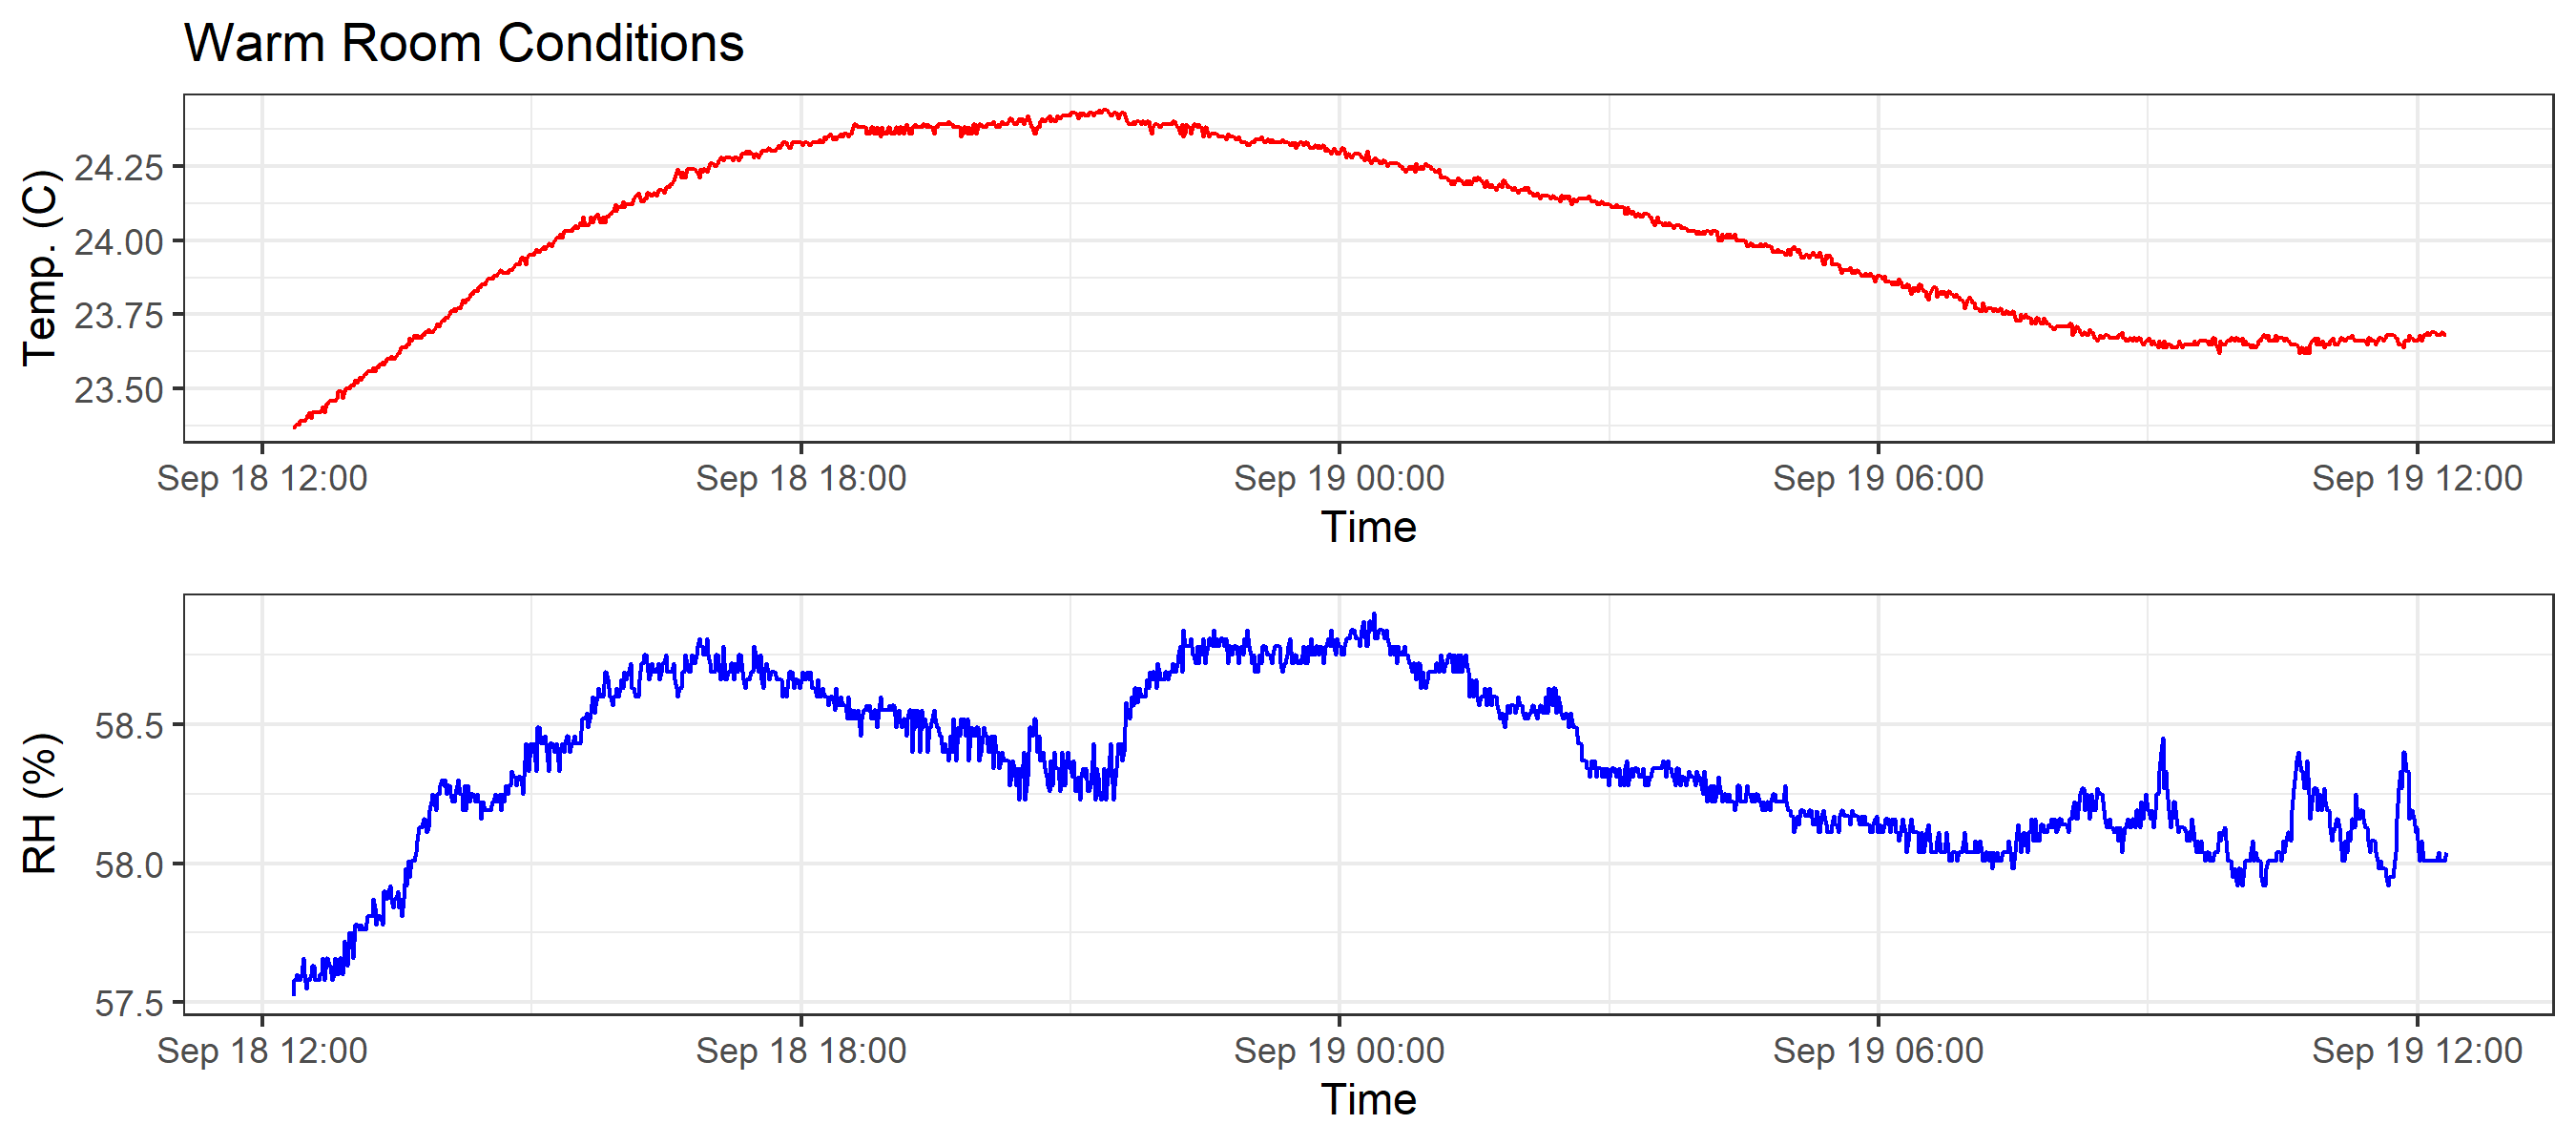 Warm Room Conditions
Temp. (C)
24.25
24.00
23.75
23.50
Sep 18 12:00 Sep 18 18:00 Sep 19 00:00 Sep 19 06:00 Sep 19 12:00
Time
RH (%)
58.5
58.0
57.5
Sep 18 12:00 Sep 18 18:00 Sep 19 00:00 Sep 19 06:00 Sep 19 12:00
Time